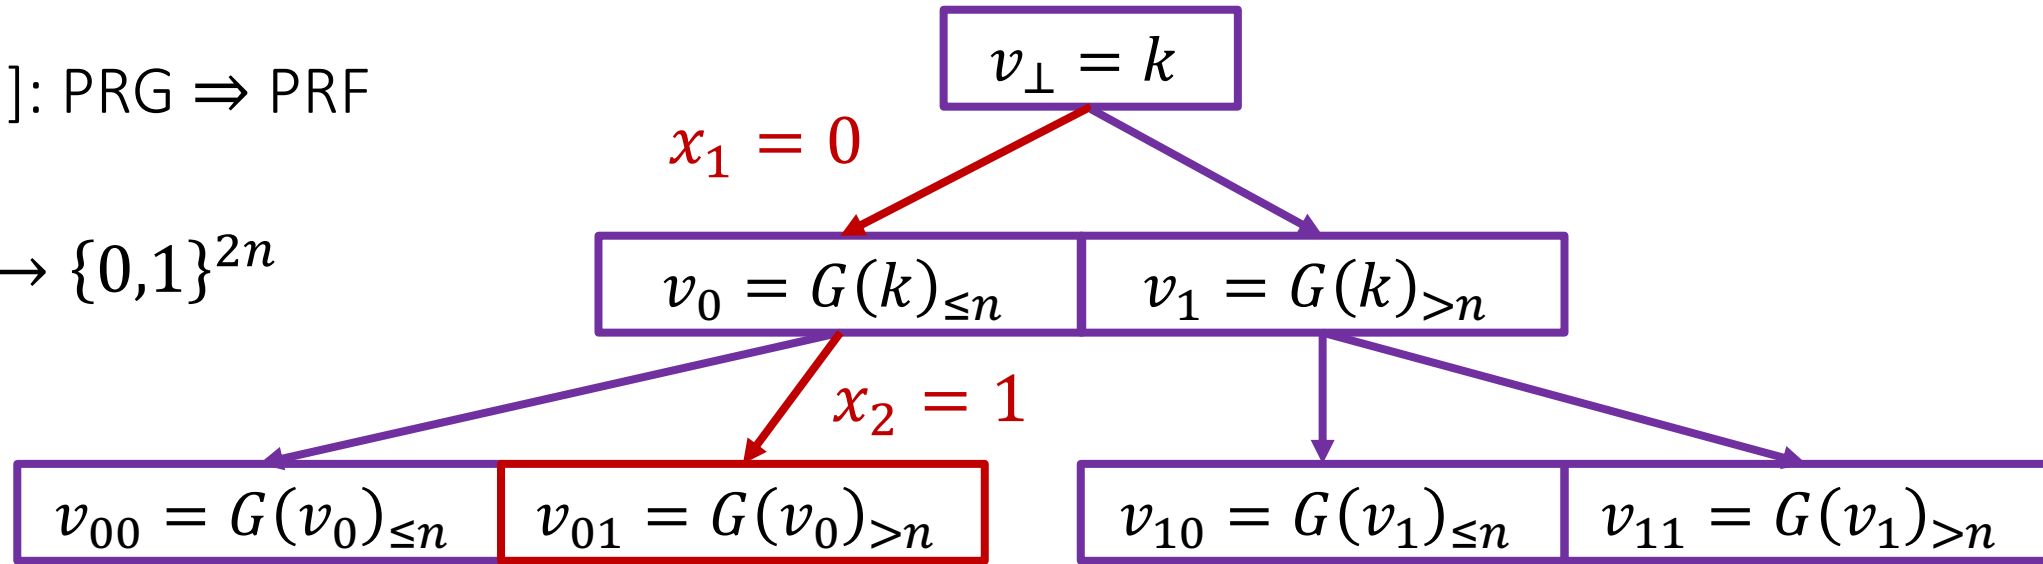 v⊥ = k
]: PRG ⇒ PRF
x₁ = 0
→ {0,1}²ⁿ
v₀ = G(k)≤n
v₁ = G(k)>n
x₂ = 1
v₀₀ = G(v₀)≤n
v₀₁ = G(v₀)>n
v₁₀ = G(v₁)≤n
v₁₁ = G(v₁)>n